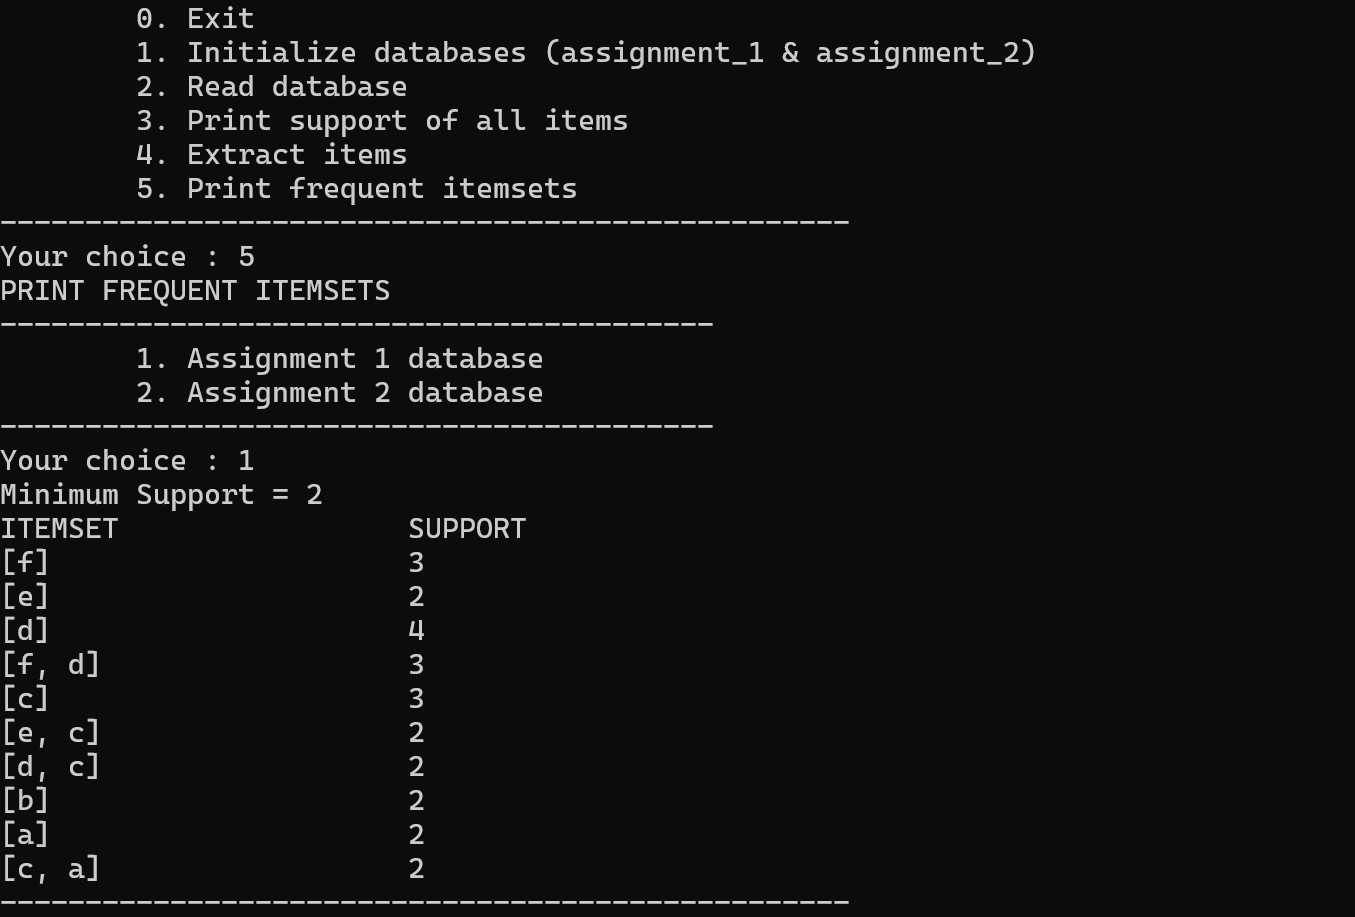 0. Exit
1. Initialize databases (assignment_1 & assignment_2)
2. Read database
3. Print support of all items
4. Extract items
5. Print frequent itemsets
--------------------------------------------------
Your choice : 5
PRINT FREQUENT ITEMSETS
------------------------------------------
1. Assignment 1 database
2. Assignment 2 database
------------------------------------------
Your choice : 1
Minimum Support = 2
ITEMSET SUPPORT
[f] 3
[e] 2
[d] 4
[f, d] 3
[c] 3
[e, c] 2
[d, c] 2
[b] 2
[a] 2
[c, a] 2
--------------------------------------------------